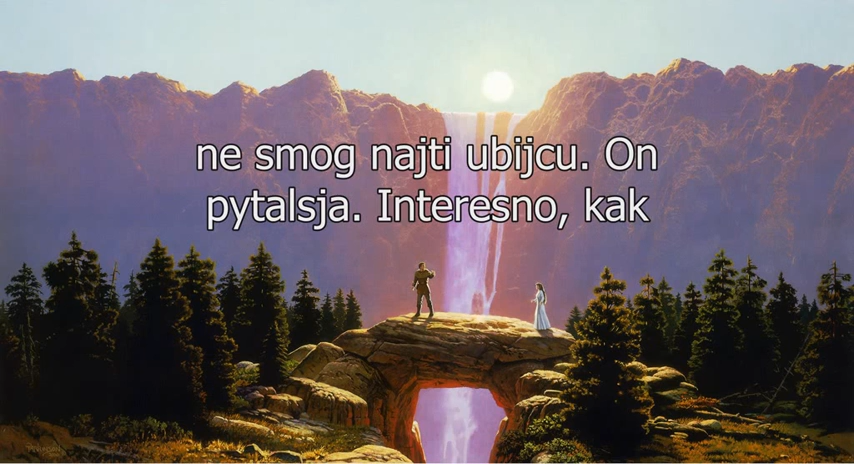 ne smog najti ubijcu. On
pytalsja. Interesno, kak